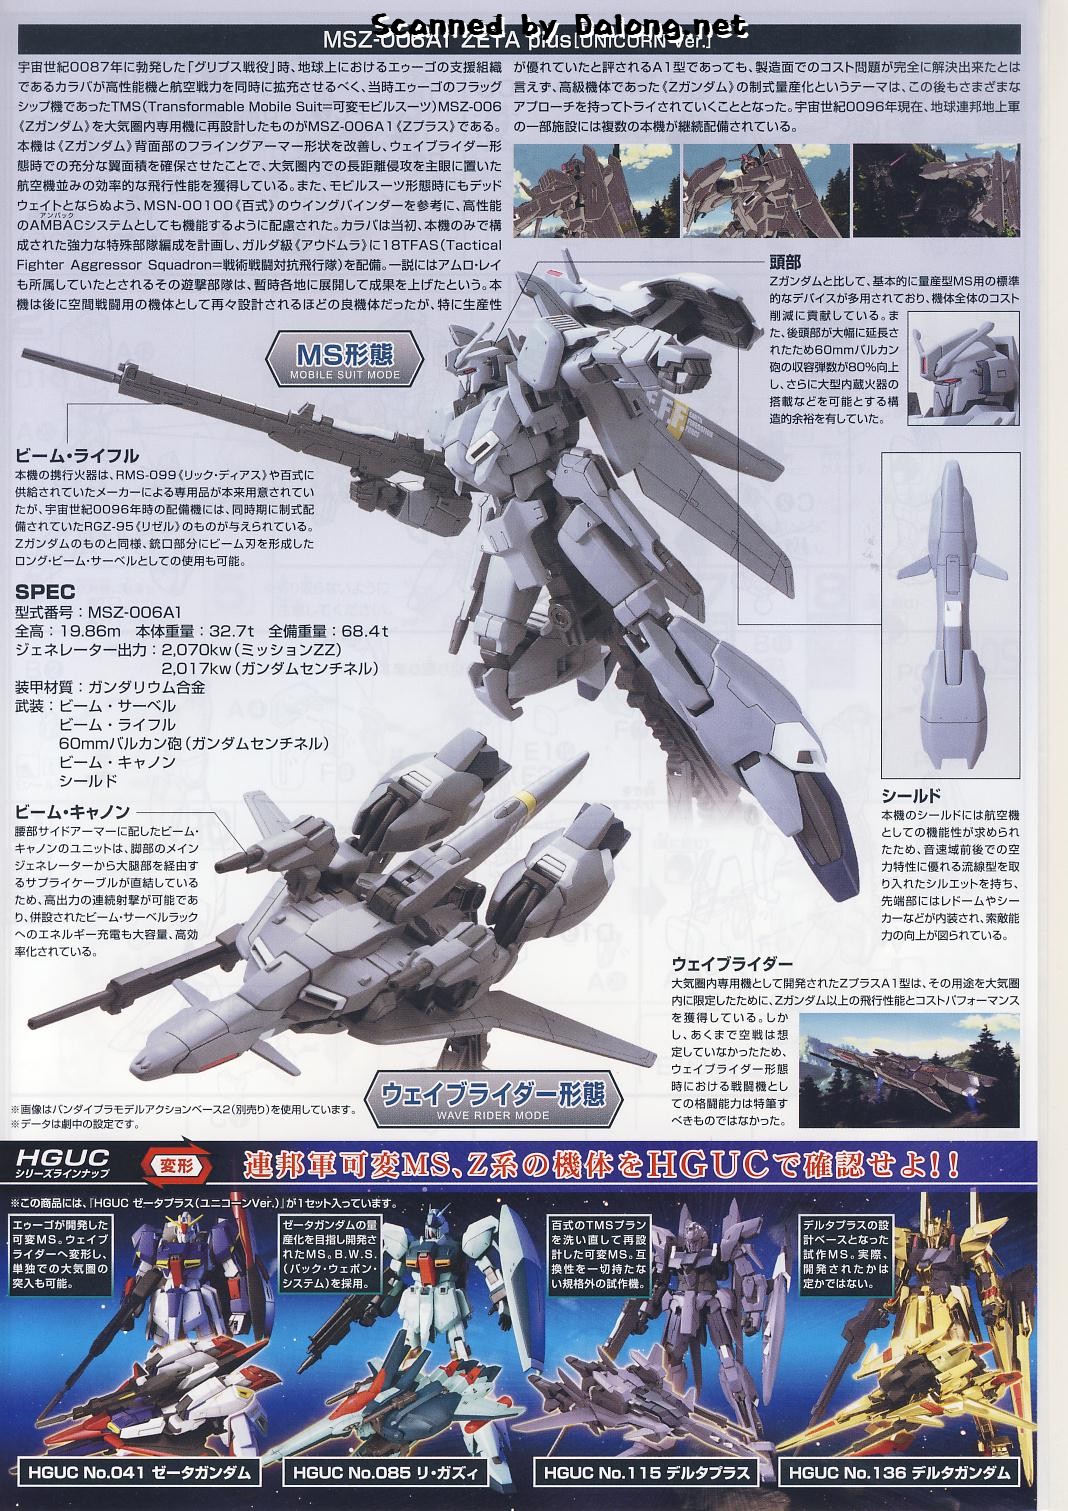 Scanned by Dalong.net
MSZ-006A1 ZETA plus[UNICORN Ver.]
宇宙世紀0087年に勃発した「グリプス戦役」時、地球上におけるエゥーゴの支援組織
であるカラバが高性能機と航空戦力を同時に拡充させるべく、当時エゥーゴのフラッグ
シップ機であったTMS(Transformable Mobile Suit=可変モビルスーツ)MSZ-006
《Zガンダム》を大気圏内専用機に再設計したものがMSZ-006A1《Zプラス》である。
本機は《Zガンダム》背面部のフライングアーマー形状を改善し、ウェイブライダー形
態時での充分な翼面積を確保させたことで、大気圏内での長距離侵攻を主眼に置いた
航空機並みの効率的な飛行性能を獲得している。また、モビルスーツ形態時にもデッド
ウェイトとならぬよう、MSN-00100《百式》のウイングバインダーを参考に、高性能
アンバック
のAMBACシステムとしても機能するように配慮された。カラバは当初、本機のみで構
成された強力な特殊部隊編成を計画し、ガルダ級《アウドムラ》に18TFAS(Tactical
Fighter Aggressor Squadron=戦術戦闘対抗飛行隊)を配備。一説にはアムロ・レイ
も所属していたとされるその遊撃部隊は、暫時各地に展開して成果を上げたという。本
機は後に空間戦闘用の機体として再々設計されるほどの良機体だったが、特に生産性
が優れていたと評されるA1型であっても、製造面でのコスト問題が完全に解決出来たとは
言えず、高級機体であった《Zガンダム》の制式量産化というテーマは、この後もさまざまな
アプローチを持ってトライされていくこととなった。宇宙世紀0096年現在、地球連邦地上軍
の一部施設には複数の本機が継続配備されている。
頭部
Zガンダムと比して、基本的に量産型MS用の標準
的なデバイスが多用されており、機体全体のコスト
削減に貢献している。ま
た、後頭部が大幅に延長さ
れたため60mmバルカン
砲の収容弾数が80%向上
し、さらに大型内蔵火器の
搭載などを可能とする構
造的余裕を有していた。
MS形態
MOBILE SUIT MODE
E.F.F.
ビーム・ライフル
本機の携行火器は、RMS-099《リック・ディアス》や百式に
供給されていたメーカーによる専用品が本来用意されてい
たが、宇宙世紀0096年時の配備機には、同時期に制式配
備されていたRGZ-95《リゼル》のものが与えられている。
Zガンダムのものと同様、銃口部分にビーム刃を形成した
ロング・ビーム・サーベルとしての使用も可能。
SPEC
型式番号：MSZ-006A1
全高：19.86m 本体重量：32.7t 全備重量：68.4t
ジェネレーター出力：2,070kw(ミッションZZ)
2,017kw(ガンダムセンチネル)
装甲材質：ガンダリウム合金
武装：ビーム・サーベル
ビーム・ライフル
60mmバルカン砲(ガンダムセンチネル)
ビーム・キャノン
シールド
ビーム・キャノン
腰部サイドアーマーに配したビーム・
キャノンのユニットは、脚部のメイン
ジェネレーターから大腿部を経由す
るサプライケーブルが直結している
ため、高出力の連続射撃が可能であ
り、併設されたビーム・サーベルラック
へのエネルギー充電も大容量、高効
率化されている。
シールド
本機のシールドには航空機
としての機能性が求められ
たため、音速域前後での空
力特性に優れる流線型を取
り入れたシルエットを持ち、
先端部にはレドームやシー
カーなどが内装され、索敵能
力の向上が図られている。
ウェイブライダー
大気圏内専用機として開発されたZプラスA1型は、その用途を大気圏
内に限定したために、Zガンダム以上の飛行性能とコストパフォーマンス
を獲得している。しか
し、あくまで空戦は想
定していなかったため、
ウェイブライダー形態
時における戦闘機とし
ての格闘能力は特筆す
べきものではなかった。
ウェイブライダー形態
WAVE RIDER MODE
※画像はバンダイプラモデルアクションベース2(別売り)を使用しています。
※データは劇中の設定です。
HGUC
シリーズラインナップ
変形
連邦軍可変MS、Z系の機体をHGUCで確認せよ!!
※この商品には、『HGUC ゼータプラス(ユニコーンVer.)』が1セット入っています。
エゥーゴが開発した
可変MS。ウェイブ
ライダーへ変形し、
単独での大気圏の
突入も可能。
HGUC No.041 ゼータガンダム
ゼータガンダムの量
産化を目指し開発さ
れたMS。B.W.S.
(バック・ウェポン・
システム)を採用。
HGUC No.085 リ・ガズィ
百式のTMSプラン
を洗い直して再設
計した可変MS。互
換性を一切持たな
い規格外の試作機。
HGUC No.115 デルタプラス
デルタプラスの設
計ベースとなった
試作MS。実際、
開発されたかは
定かではない。
HGUC No.136 デルタガンダム